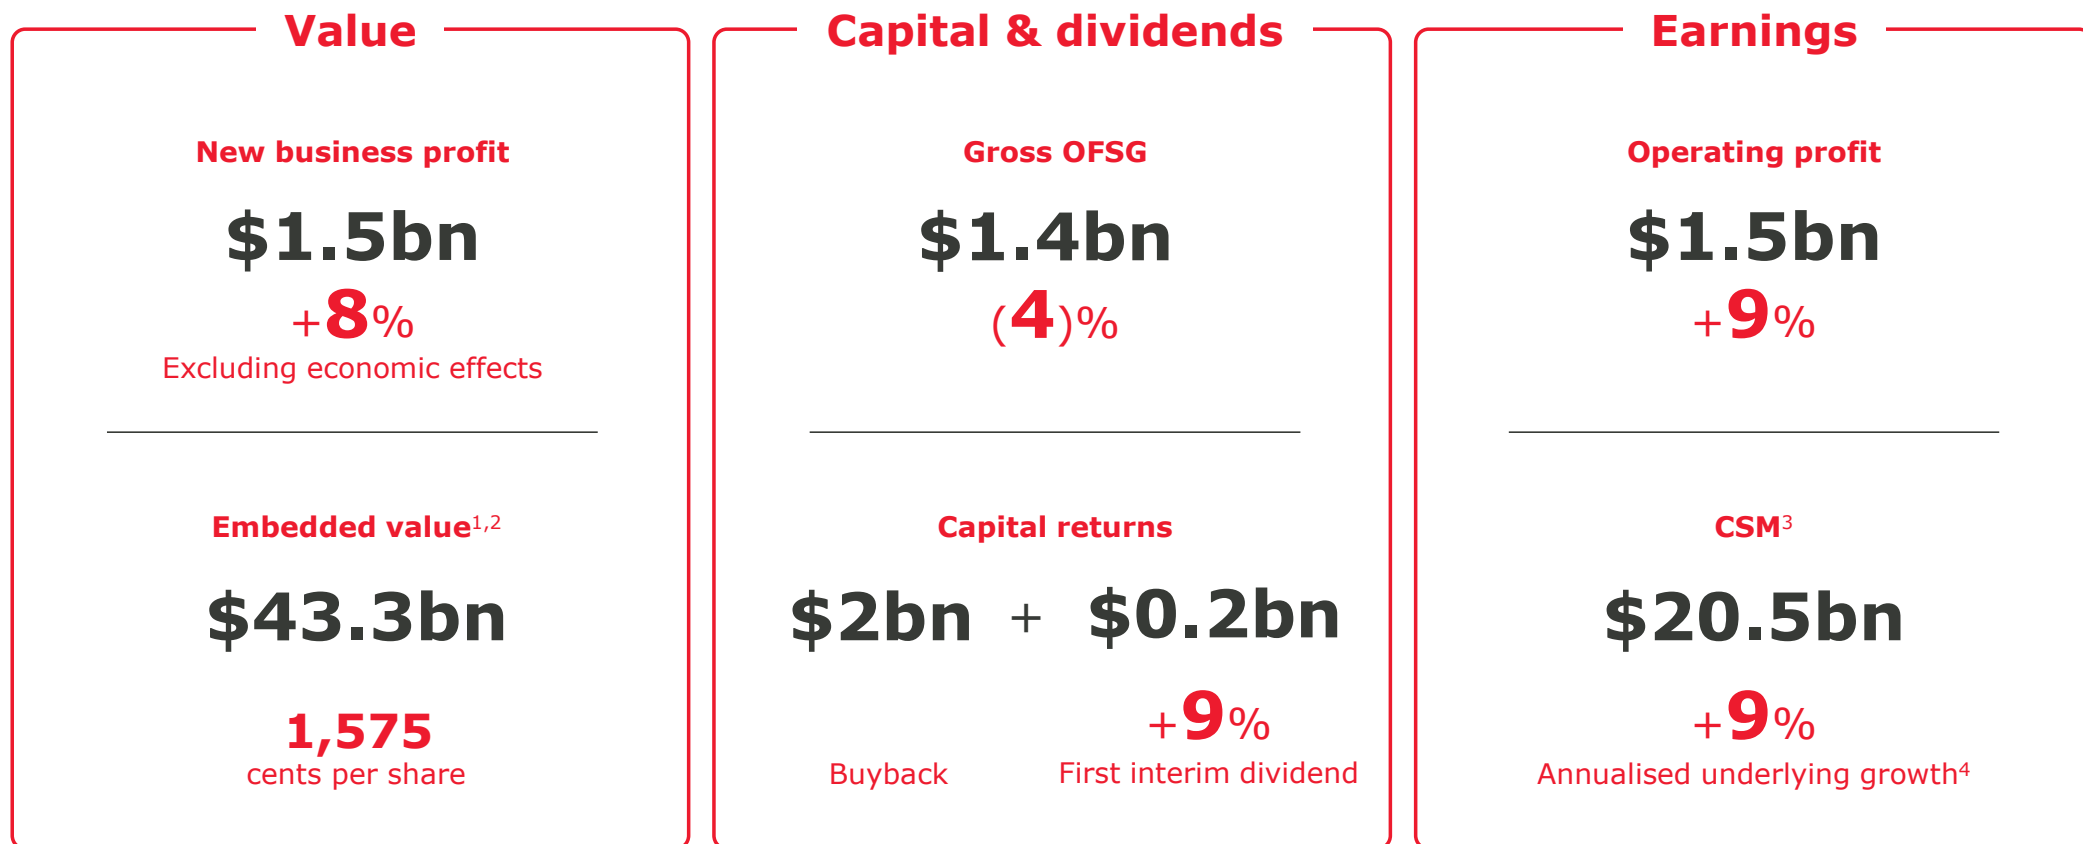 Value
New business profit
$1.5bn
+8%
Excluding economic effects
Embedded value1,2
$43.3bn
1,575
cents per share
Capital & dividends
Gross OFSG
$1.4bn
(4)%
Capital returns
$2bn + $0.2bn
+9%
Buyback First interim dividend
Earnings
Operating profit
$1.5bn
+9%
CSM3
$20.5bn
+9%
Annualised underlying growth4